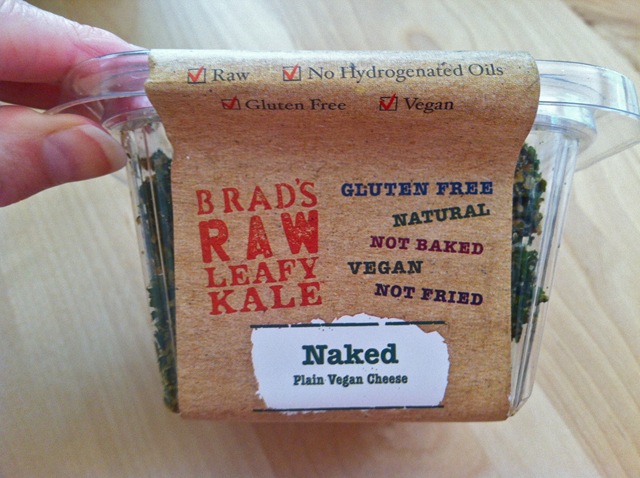 Raw No Hydrogenated Oils
Gluten Free Vegan
BRAD'S
RAW
LEAFY
KALE
GLUTEN FREE
NATURAL
NOT BAKED
VEGAN
NOT FRIED
Naked
Plain Vegan Cheese